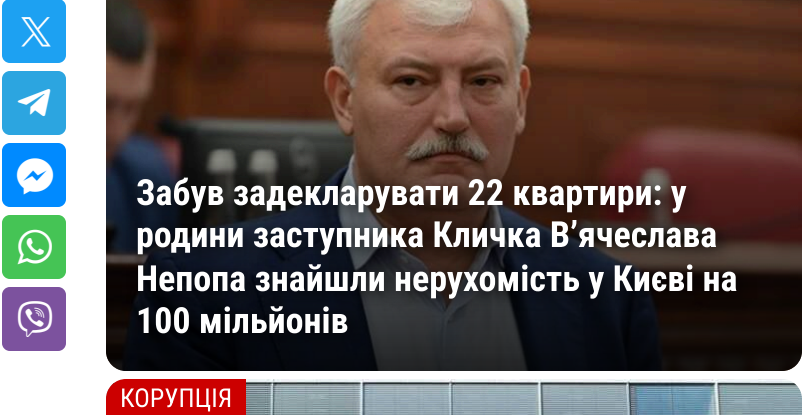 Забув задекларувати 22 квартири: у
родини заступника Кличка В’ячеслава
Непопа знайшли нерухомість у Києві на
100 мільйонів
КОРУПЦІЯ